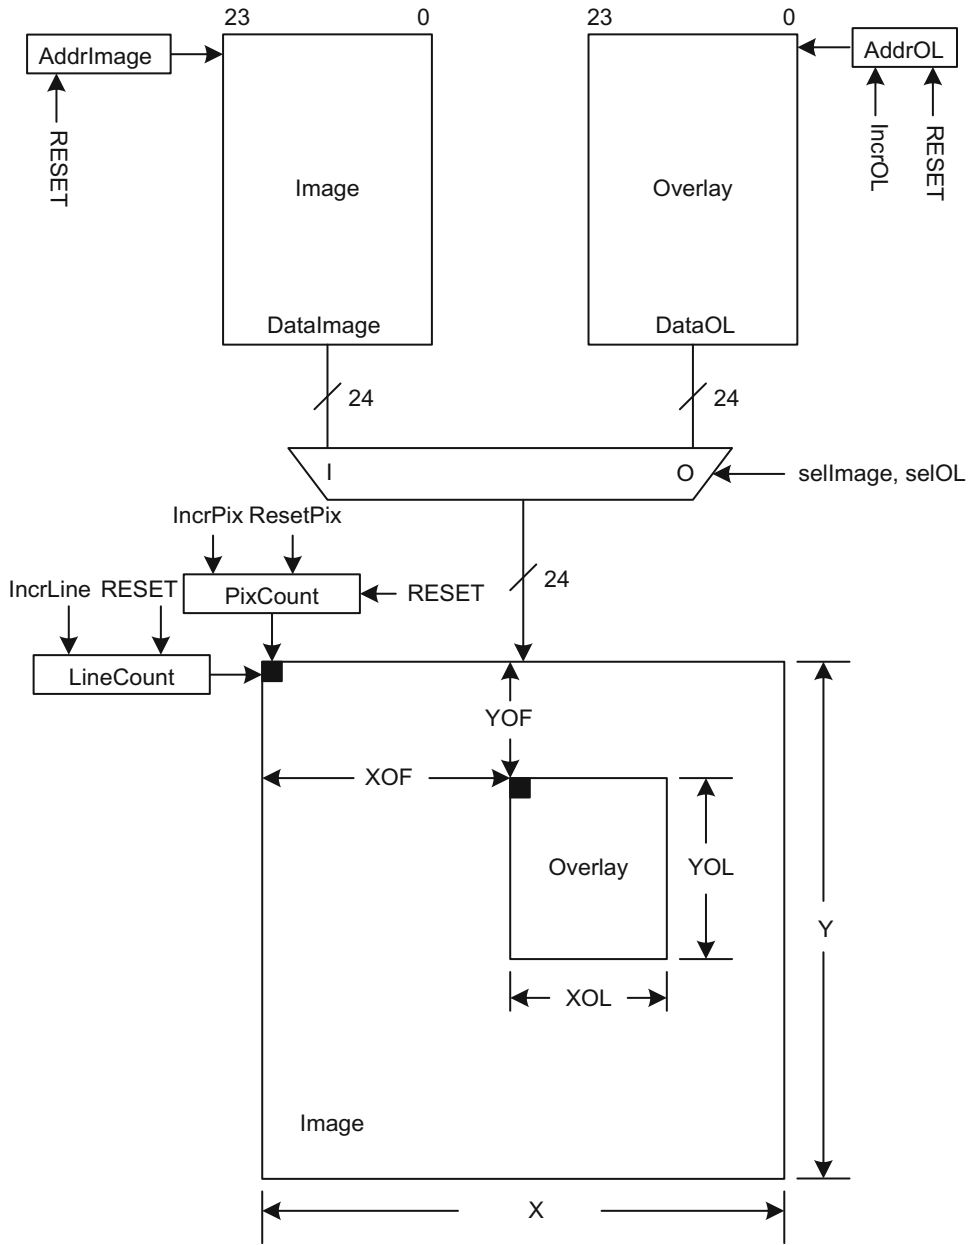 23
0
23
0
AddrImage
AddrOL
RESET
IncrOL
RESET
Image
Overlay
DataImage
DataOL
24
24
I
O
selImage, selOL
IncrPix ResetPix
24
IncrLine RESET
PixCount
RESET
LineCount
YOF
XOF
Overlay
YOL
Y
XOL
Image
X